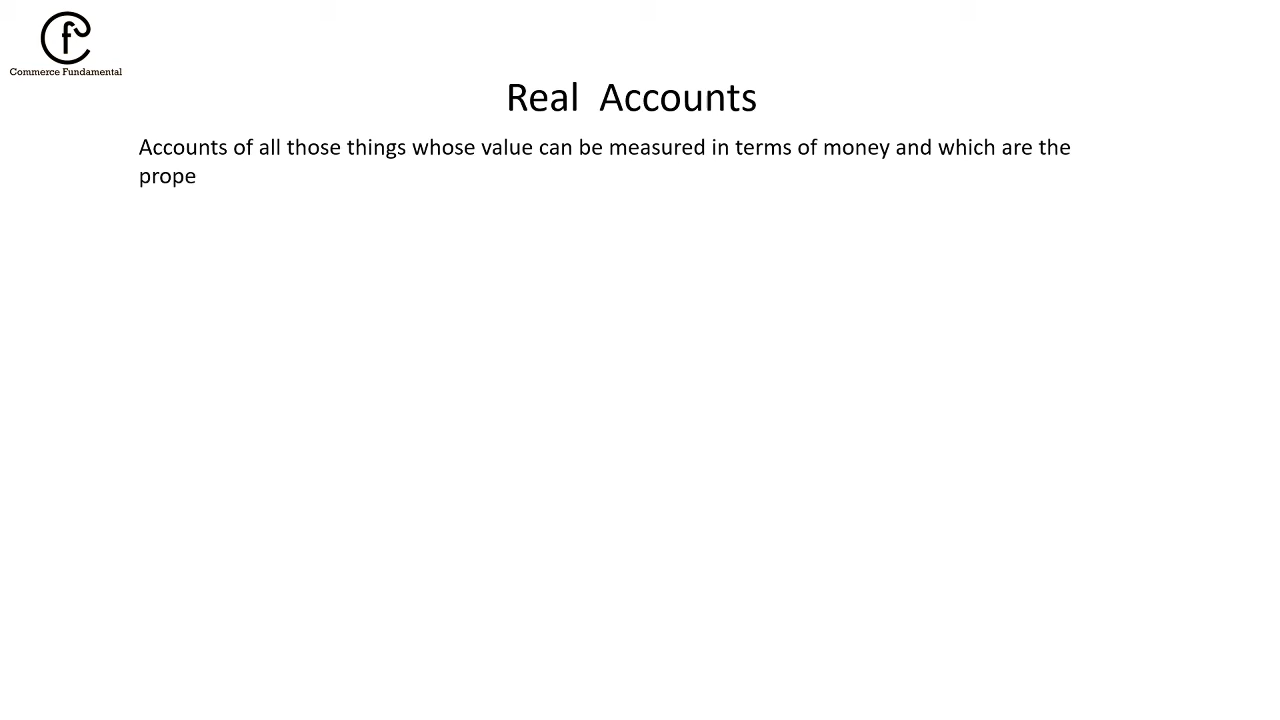 Commerce Fundamental
Real Accounts
Accounts of all those things whose value can be measured in terms of money and which are the
prope